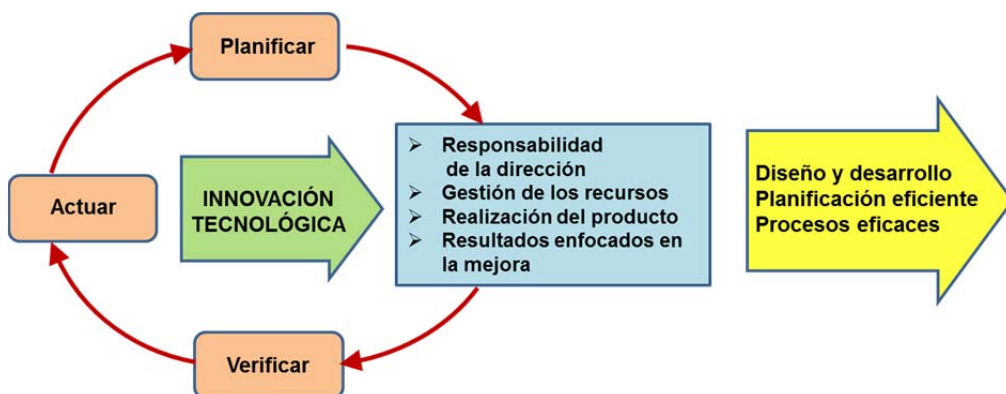 Planificar
Actuar
INNOVACIÓN
TECNOLÓGICA
➢ Responsabilidad
de la dirección
➢ Gestión de los recursos
➢ Realización del producto
➢ Resultados enfocados en
la mejora
Diseño y desarrollo
Planificación eficiente
Procesos eficaces
Verificar